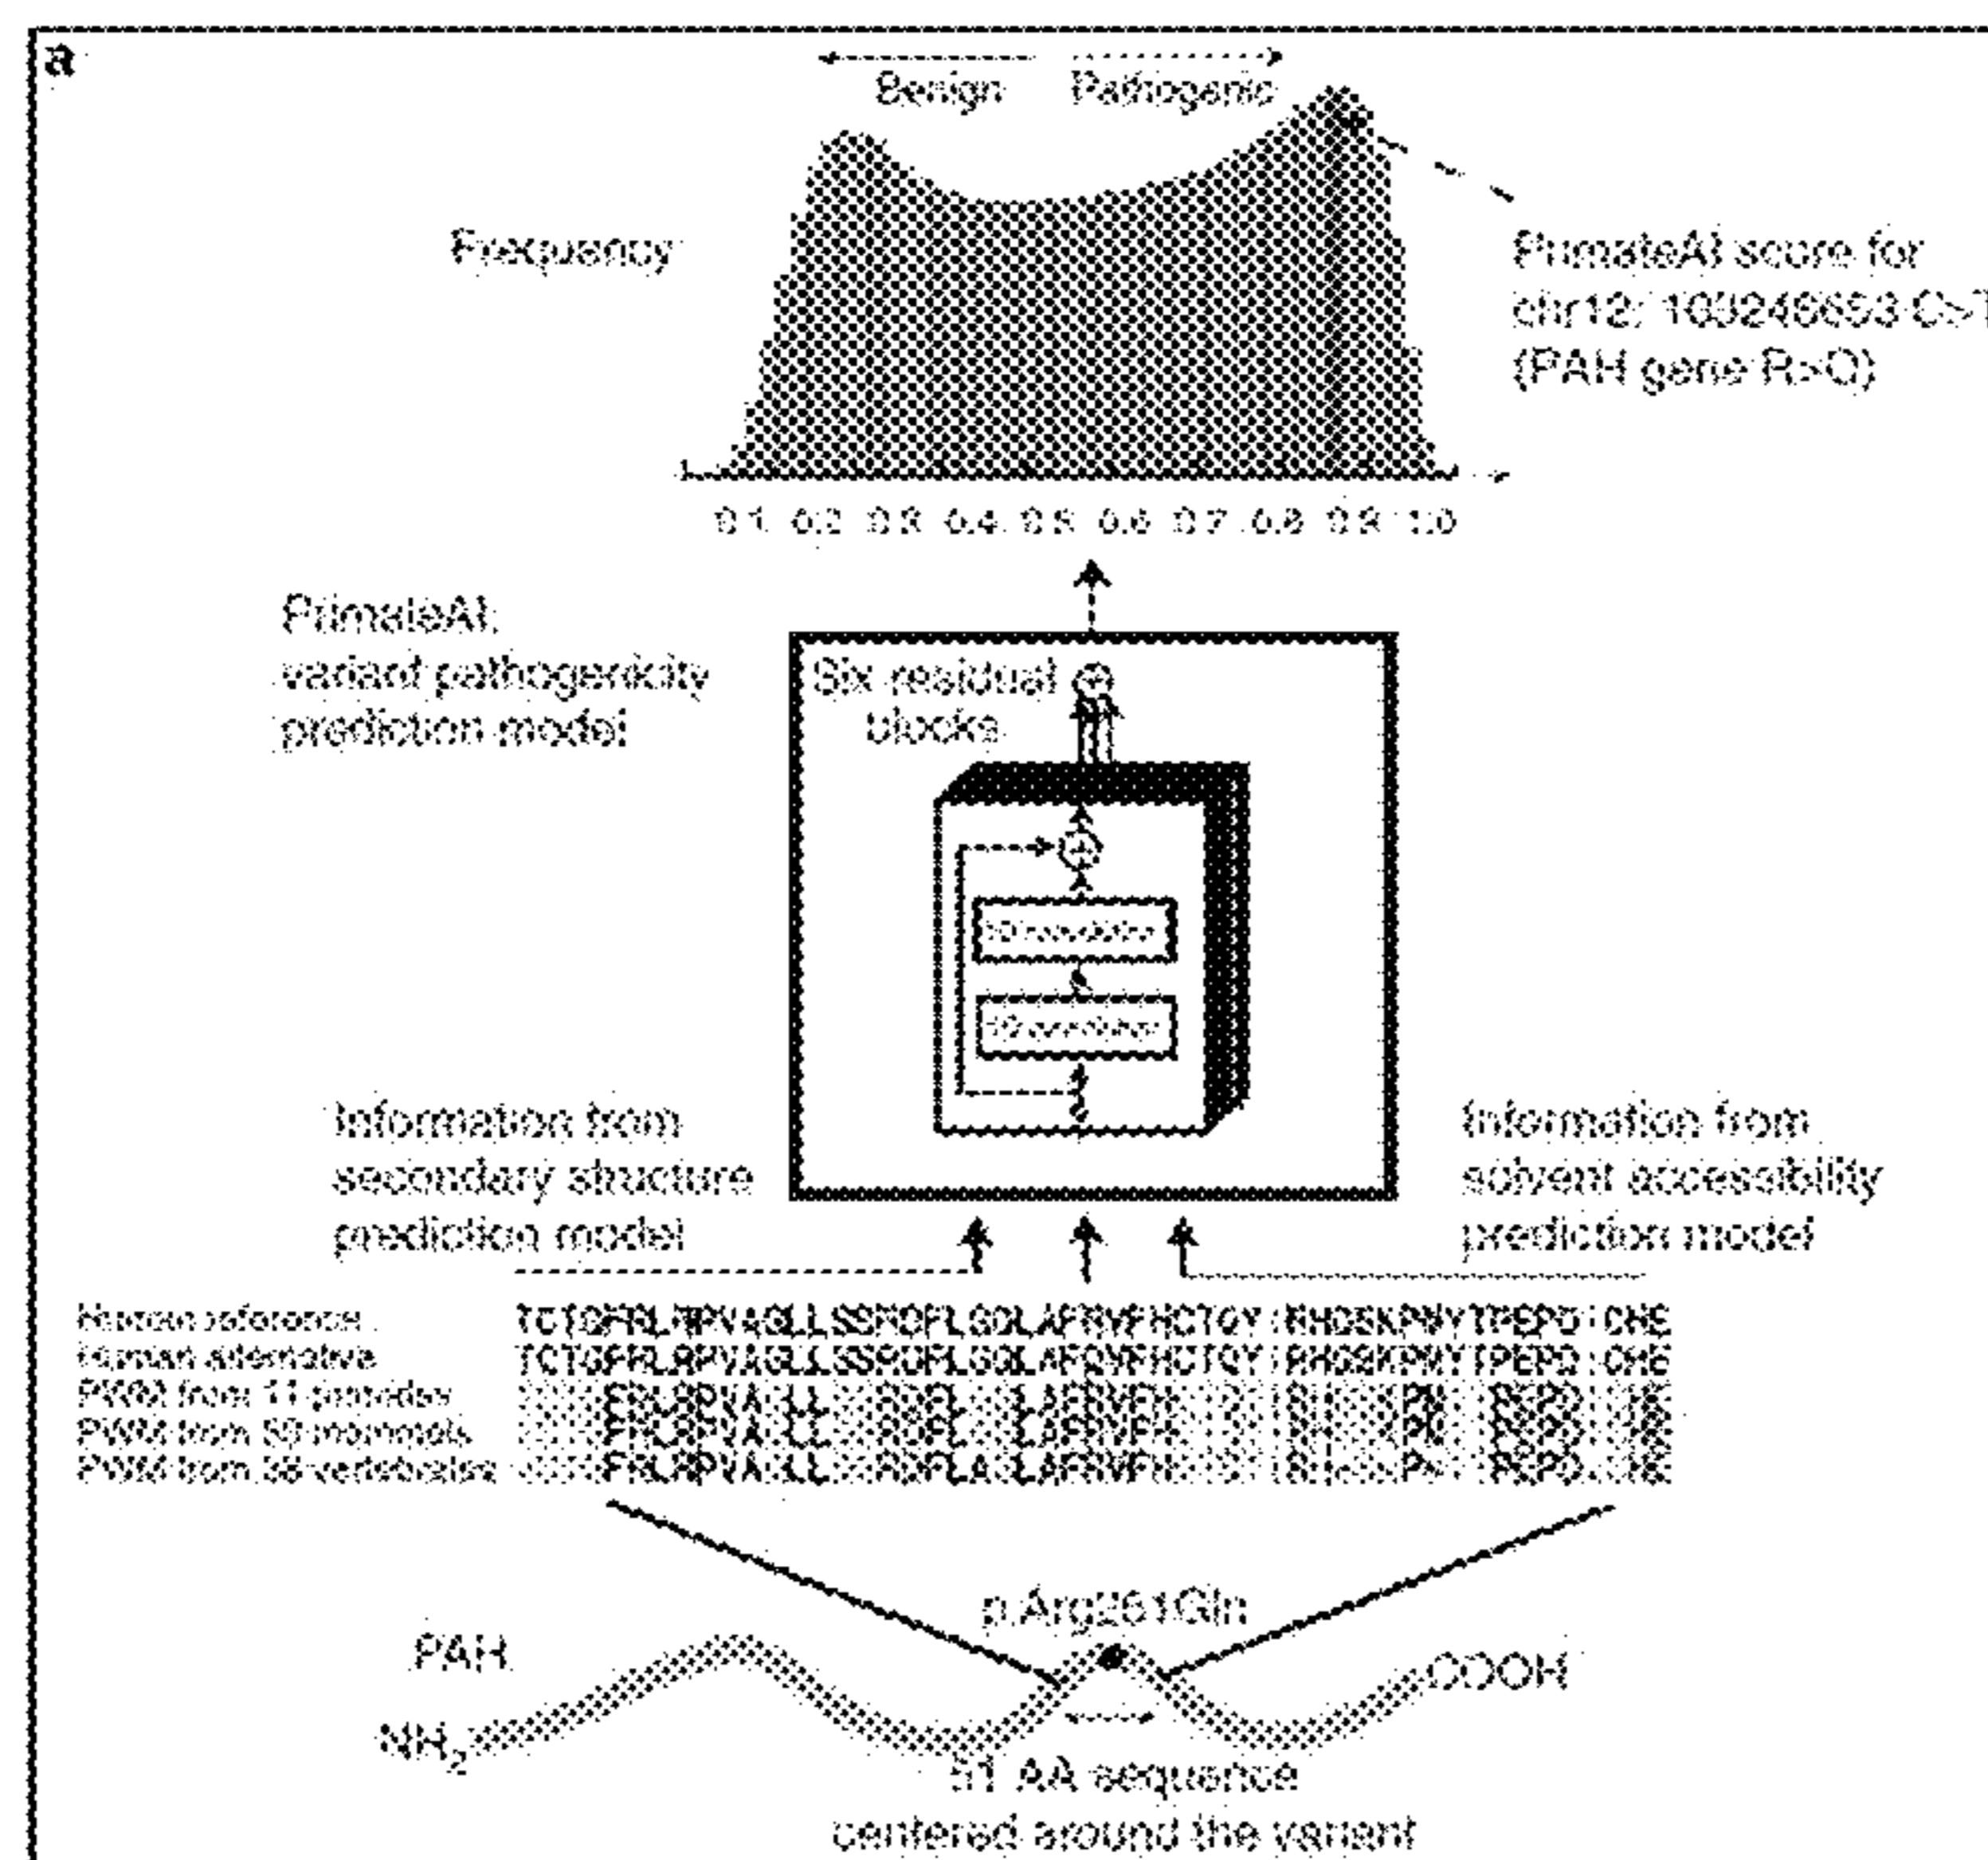 a
Benign Pathogenic
Frequency
PrimateAI score for
chr12: 103246653 C>T
(PAH gene R>Q)
0.1 0.2 0.3 0.4 0.5 0.6 0.7 0.8 0.9 1.0
PrimateAI:
variant pathogenicity
prediction model
Six residual
blocks
Information from
secondary structure
prediction model
Information from
solvent accessibility
prediction model
Human reference
Human alternative
PWM from 11 primates
PWM from 50 mammals
PWM from 38 vertebrates
p.Arg261Gln
PAH
NH2
COOH
51 AA sequence
centered around the variant